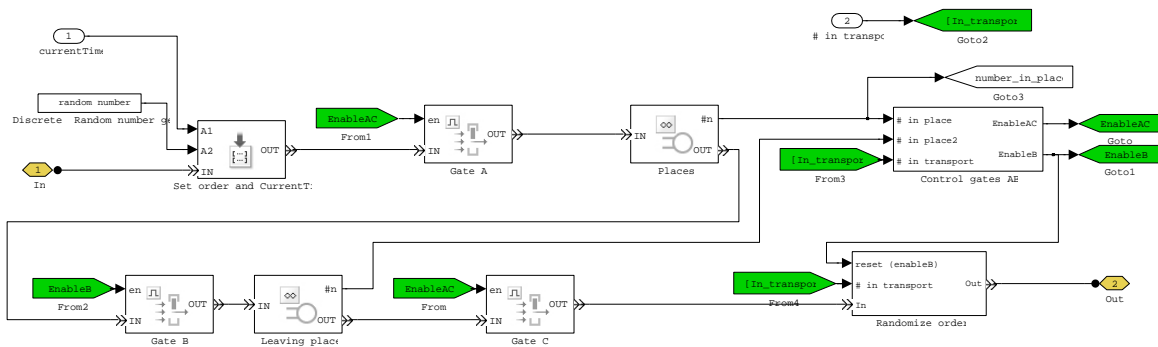 1
currentTime
random number
Discrete Random number ge
1
In
A1
A2
IN
OUT
Set order and CurrentT:
EnableAC
From1
en
IN
OUT
Gate A
IN
#n
OUT
Places
2
# in transpo
[In_transpor
Goto2
number_in_plac
Goto3
# in place
# in place2
# in transport
EnableAC
EnableB
Control gates AB
[In_transpor
From3
EnableAC
Goto
EnableB
Goto1
EnableB
From2
en
IN
OUT
Gate B
IN
#n
OUT
Leaving place
EnableAC
From
en
IN
OUT
Gate C
[In_transpor
From4
reset (enableB)
# in transport
In
Out
Randomize order
2
Out